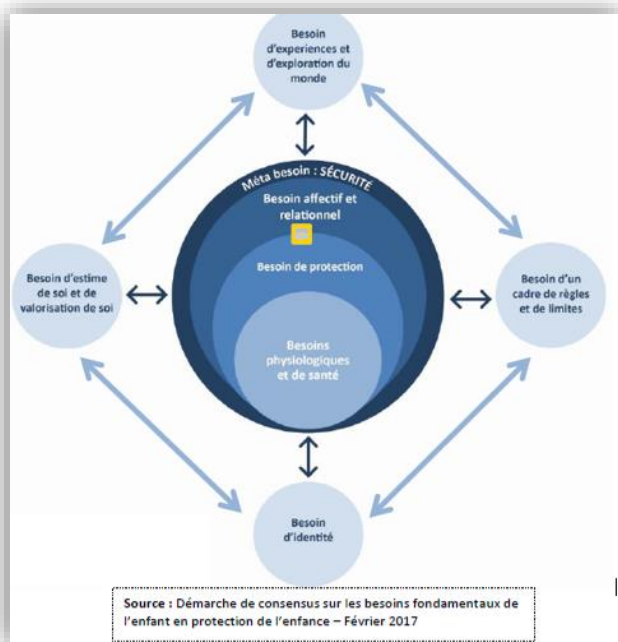 Besoin
d'experiences et
d'exploration du
monde
Méta besoin : SÉCURITÉ
Besoin affectif et
relationnel
Besoin de protection
Besoin d'estime
de soi et de
valorisation de soi
Besoin d'un
cadre de règles
et de limites
Besoins
physiologiques
et de santé
Besoin
d'identité
Source : Démarche de consensus sur les besoins fondamentaux de
l'enfant en protection de l'enfance – Février 2017